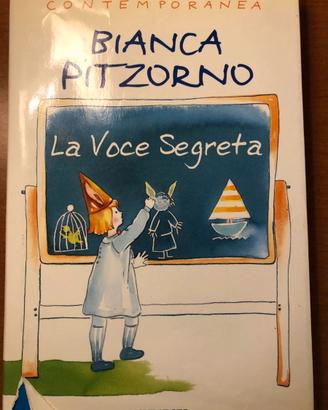 CONTEMPORANEA
BIANCA
PITZORNO
La Voce Segreta